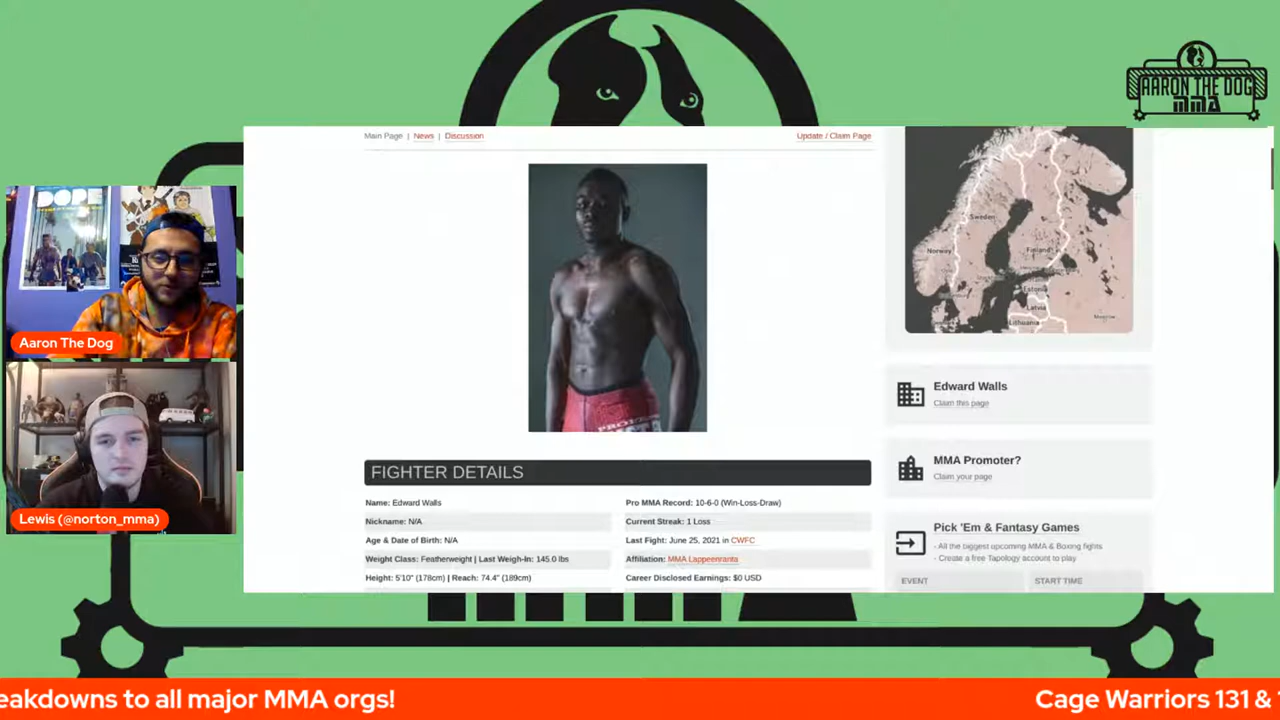 AARON THE DOG
MMA
Main Page | News | Discussion
Update / Claim Page
Sweden
Norway
Finland
Estonia
Latvia
Lithuania
Moscow
DOPE
Aaron The Dog
Lewis (@norton_mma)
Edward Walls
Claim this page
MMA Promoter?
Claim your page
FIGHTER DETAILS
Name: Edward Walls
Pro MMA Record: 10-6-0 (Win-Loss-Draw)
Nickname: N/A
Current Streak: 1 Loss
Age & Date of Birth: N/A
Last Fight: June 25, 2021 in CWFC
Weight Class: Featherweight | Last Weigh-In: 145.0 lbs
Affiliation: MMA Lappeenranta
Height: 5'10" (178cm) | Reach: 74.4" (189cm)
Career Disclosed Earnings: $0 USD
Pick 'Em & Fantasy Games
- All the biggest upcoming MMA & Boxing fights
- Create a free Tapology account to play
EVENT
START TIME
eakdowns to all major MMA orgs!
Cage Warriors 131 &